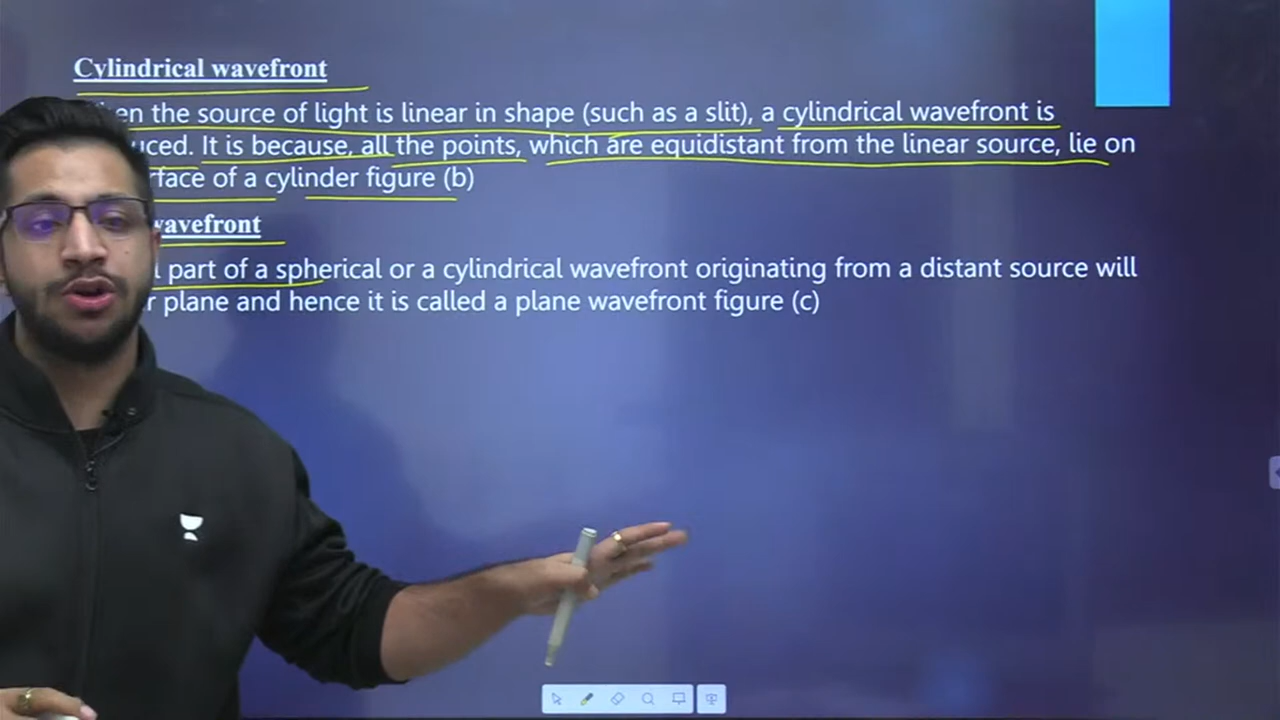 Cylindrical wavefront
en the source of light is linear in shape (such as a slit), a cylindrical wavefront is
uced. It is because, all the points, which are equidistant from the linear source, lie on
rface of a cylinder figure (b)
wavefront
part of a spherical or a cylindrical wavefront originating from a distant source will
r plane and hence it is called a plane wavefront figure (c)